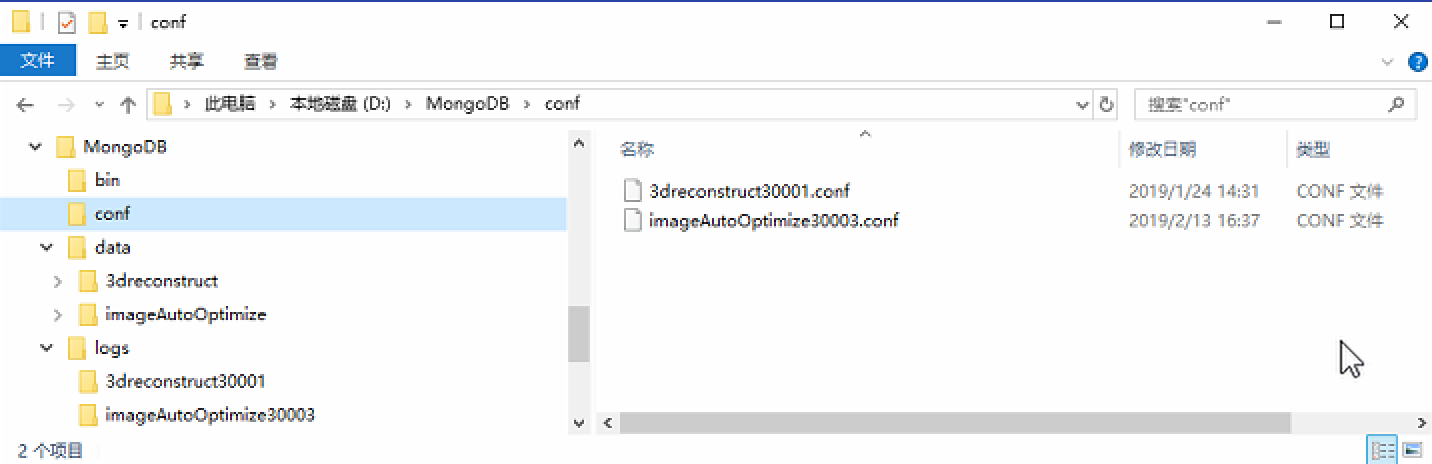 conf
文件 主页 共享 查看
此电脑 本地磁盘 (D:) MongoDB conf 搜索"conf"
MongoDB
bin
conf
data
3dreconstruct
imageAutoOptimize
logs
3dreconstruct30001
imageAutoOptimize30003
名称 修改日期 类型
3dreconstruct30001.conf 2019/1/24 14:31 CONF 文件
imageAutoOptimize30003.conf 2019/2/13 16:37 CONF 文件
2 个项目